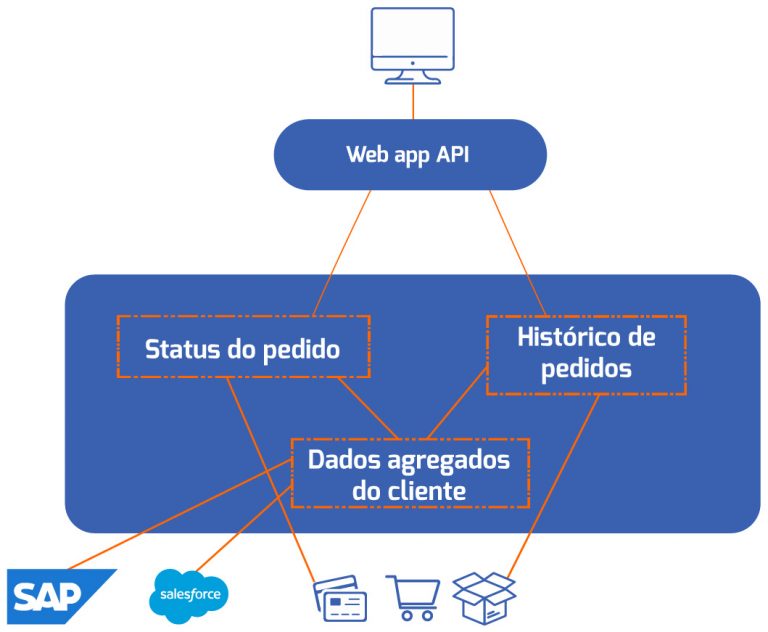 Web app API
Status do pedido
Histórico de
pedidos
Dados agregados
do cliente
SAP
salesforce